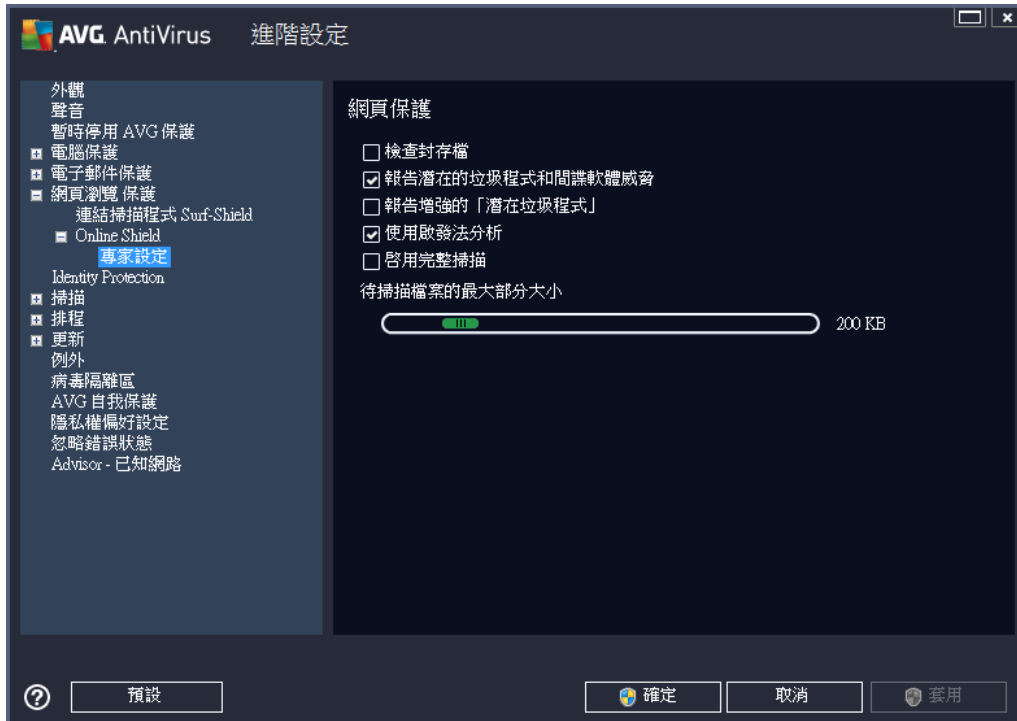 AVG. AntiVirus 進階設定
外觀
聲音
暫時停用 AVG 保護
電腦保護
電子郵件保護
網頁瀏覽 保護
連結掃描程式 Surf-Shield
Online Shield
專家設定
Identity Protection
掃描
排程
更新
例外
病毒隔離區
AVG 自我保護
隱私權偏好設定
忽略錯誤狀態
Advisor - 已知網路
網頁保護
檢查封存檔
報告潛在的垃圾程式和間諜軟體威脅
報告增強的「潛在垃圾程式」
使用啟發法分析
啓用完整掃描
待掃描檔案的最大部分大小
200 KB
預設
確定
取消
套用